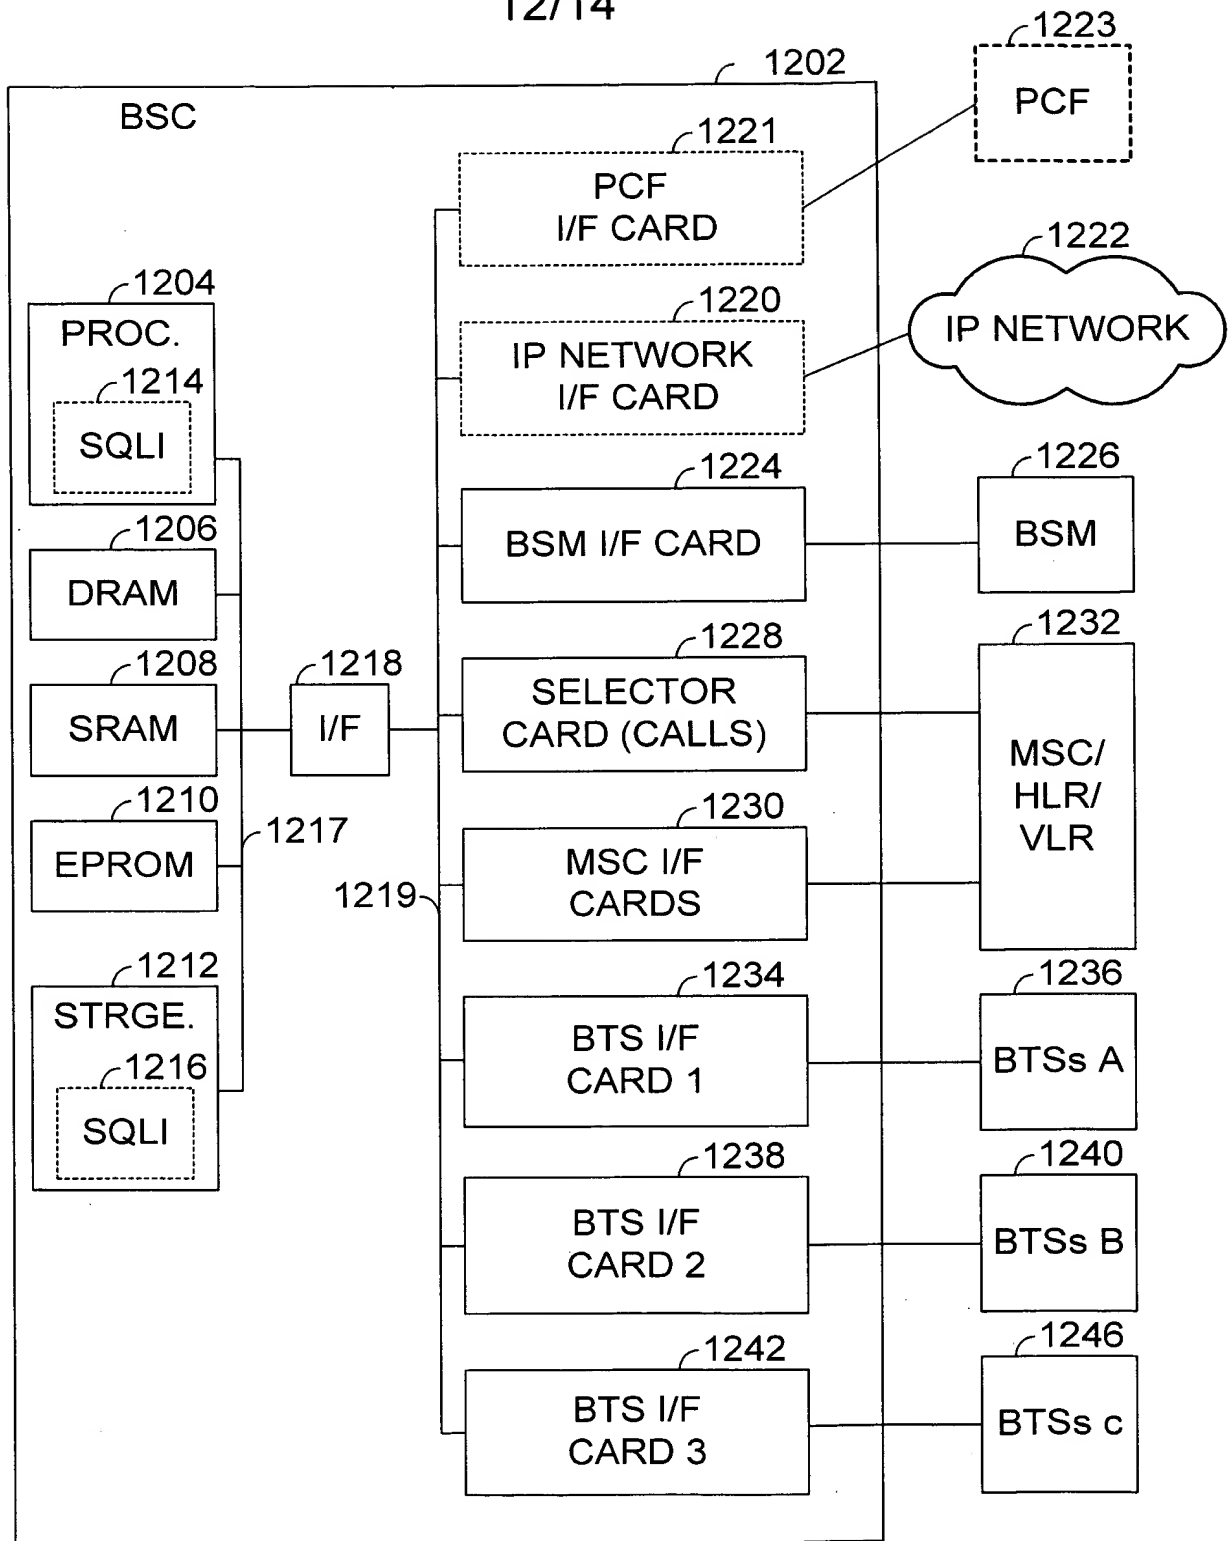 12/14
1202
1223
BSC
PCF
1221
PCF
I/F CARD
1222
IP NETWORK
1220
IP NETWORK
I/F CARD
1204
PROC.
1214
SQLI
1224
BSM I/F CARD
1226
BSM
1206
DRAM
1208
SRAM
1218
I/F
1228
SELECTOR
CARD (CALLS)
1232
MSC/
HLR/
VLR
1210
EPROM
1217
1230
MSC I/F
CARDS
1219
1212
STRGE.
1216
SQLI
1234
BTS I/F
CARD 1
1236
BTSs A
1238
BTS I/F
CARD 2
1240
BTSs B
1242
BTS I/F
CARD 3
1246
BTSs c